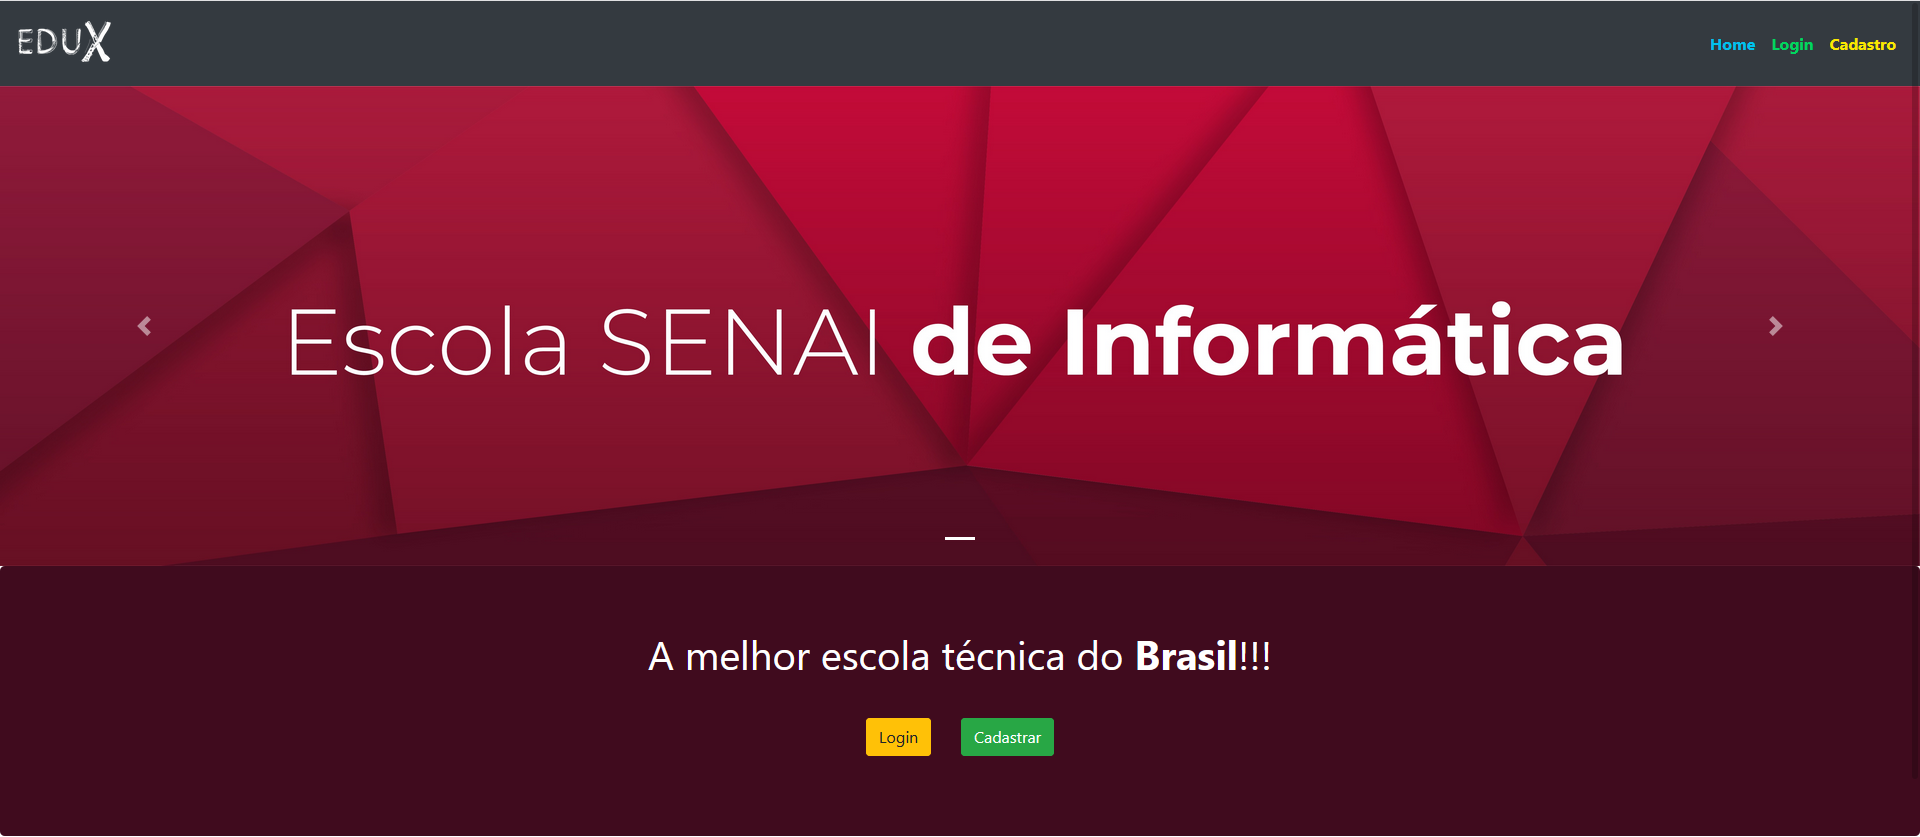 EDUX
Home Login Cadastro
Escola SENAI de Informática
A melhor escola técnica do Brasil!!!
Login Cadastrar